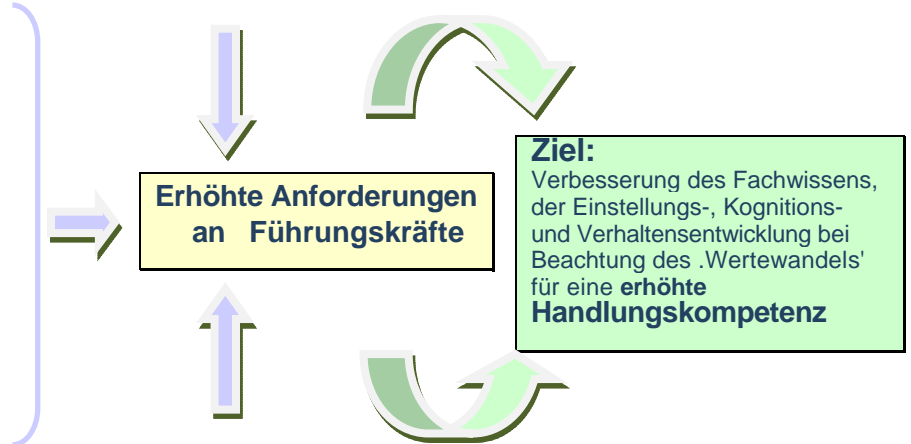 Erhöhte Anforderungen
an Führungskräfte
Ziel:
Verbesserung des Fachwissens,
der Einstellungs-, Kognitions-
und Verhaltensentwicklung bei
Beachtung des .Wertewandels'
für eine erhöhte
Handlungskompetenz